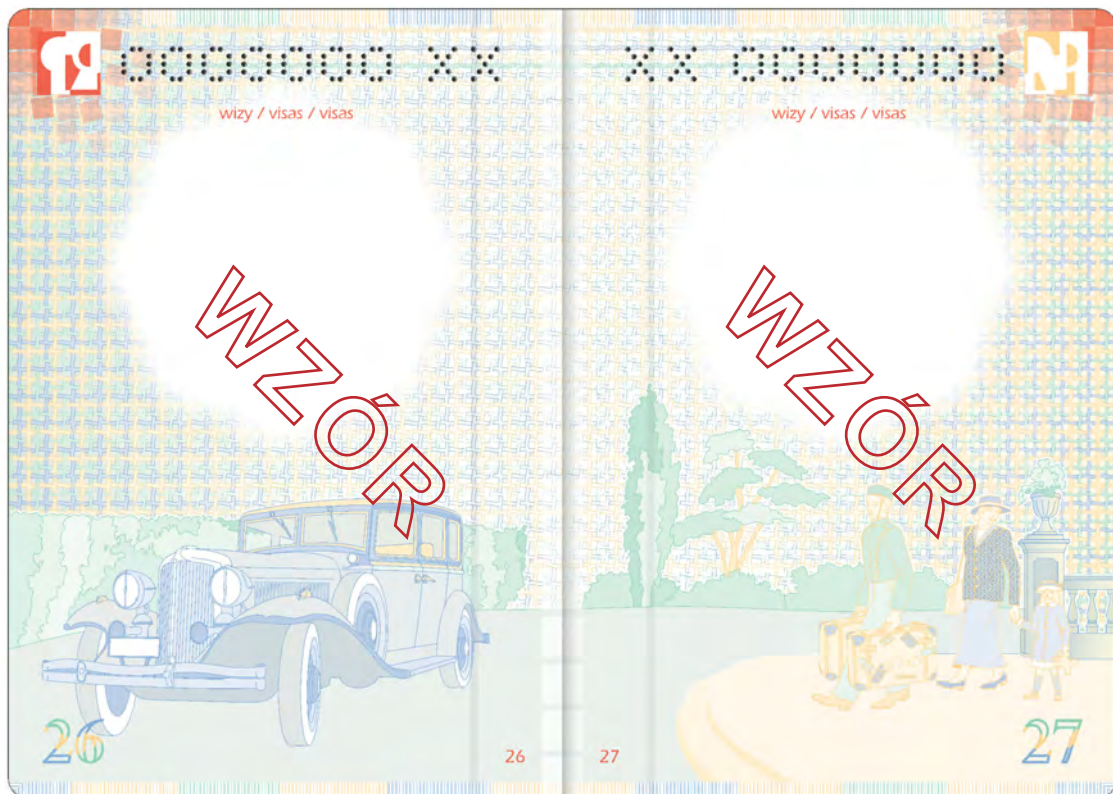 0000000 XX
wizy / visas / visas
WZÓR
26
26
XX 0000000
wizy / visas / visas
WZÓR
27
27